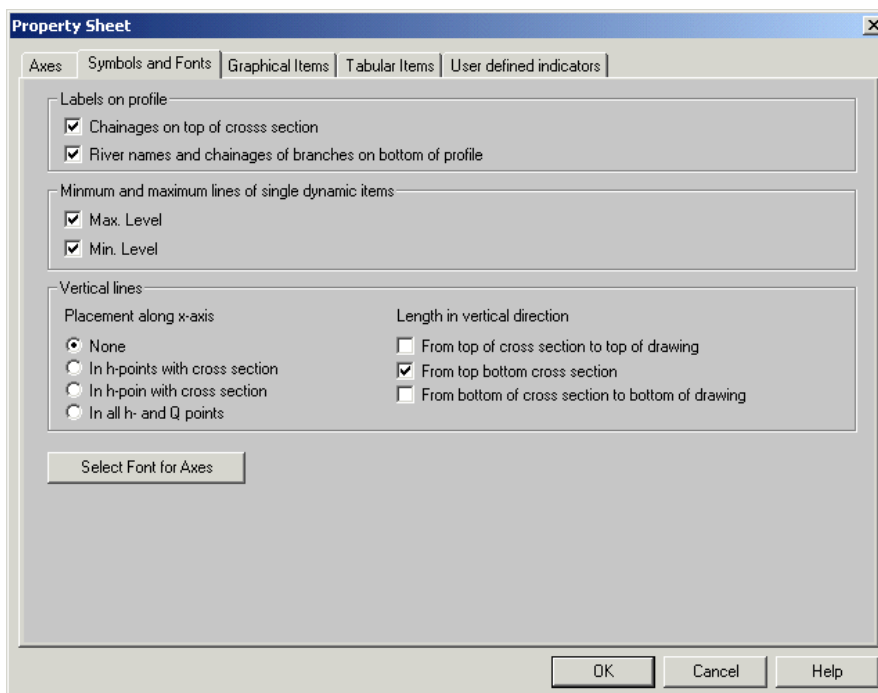 Property Sheet
Axes Symbols and Fonts Graphical Items Tabular Items User defined indicators
Labels on profile
Chainages on top of crosss section
River names and chainages of branches on bottom of profile
Minmum and maximum lines of single dynamic items
Max. Level
Min. Level
Vertical lines
Placement along x-axis Length in vertical direction
None From top of cross section to top of drawing
In h-points with cross section From top bottom cross section
In h-poin with cross section From bottom of cross section to bottom of drawing
In all h- and Q points
Select Font for Axes
OK Cancel Help